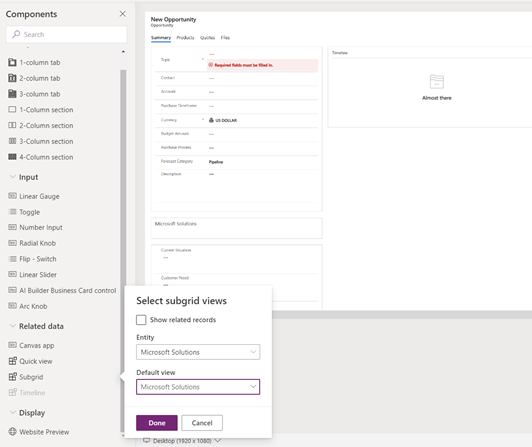 Components
Search
1-column tab
2-column tab
3-column tab
1-Column section
2-Column section
3-Column section
4-Column section
Input
Linear Gauge
Toggle
Number Input
Radial Knob
Flip - Switch
Linear Slider
AI Builder Business Card control
Arc Knob
Related data
Canvas app
Quick view
Subgrid
Timeline
Display
Website Preview
New Opportunity
Opportunity
Summary Products Quotes Files
Topic * ---
Required fields must be filled in.
Contact ---
Account ---
Purchase Timeframe ---
Currency * US DOLLAR
Budget Amount ---
Purchase Process ---
Forecast Category Pipeline
Description ---
Microsoft Solutions
Current Situation
---
Customer Need
---
Timeline
Almost there
Select subgrid views
Show related records
Entity
Microsoft Solutions
Default view
Microsoft Solutions
Done Cancel
Desktop (1920 x 1080)